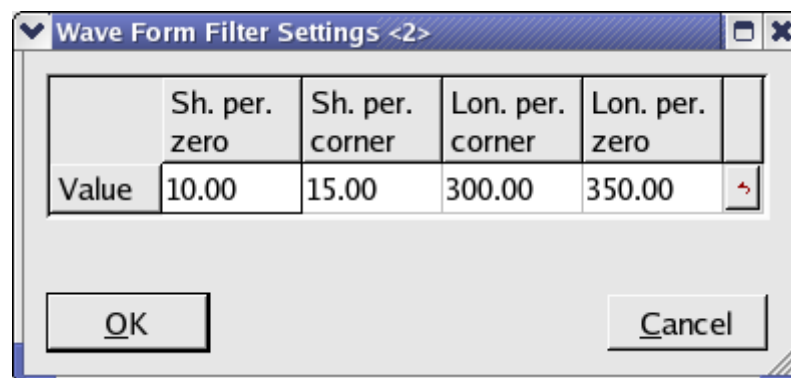 Wave Form Filter Settings <2>
Sh. per. zero Sh. per. corner Lon. per. corner Lon. per. zero
Value 10.00 15.00 300.00 350.00
OK Cancel